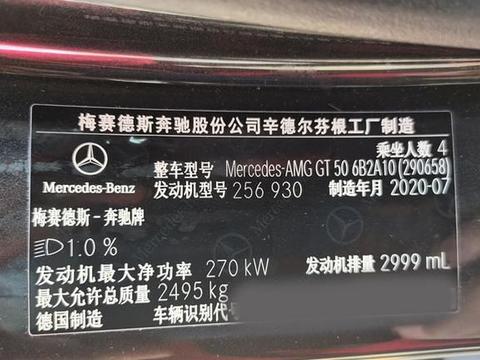 梅赛德斯奔驰股份公司辛德尔芬根工厂制造
乘坐人数 4
整车型号 Mercedes-AMG GT 50 6B2A10 (290658)
Mercedes-Benz
发动机型号 256 930 制造年月 2020-07
梅赛德斯－奔驰牌
1.0 %
发动机最大净功率 270 kW 发动机排量 2999 mL
最大允许总质量 2495 kg
德国制造 车辆识别代号